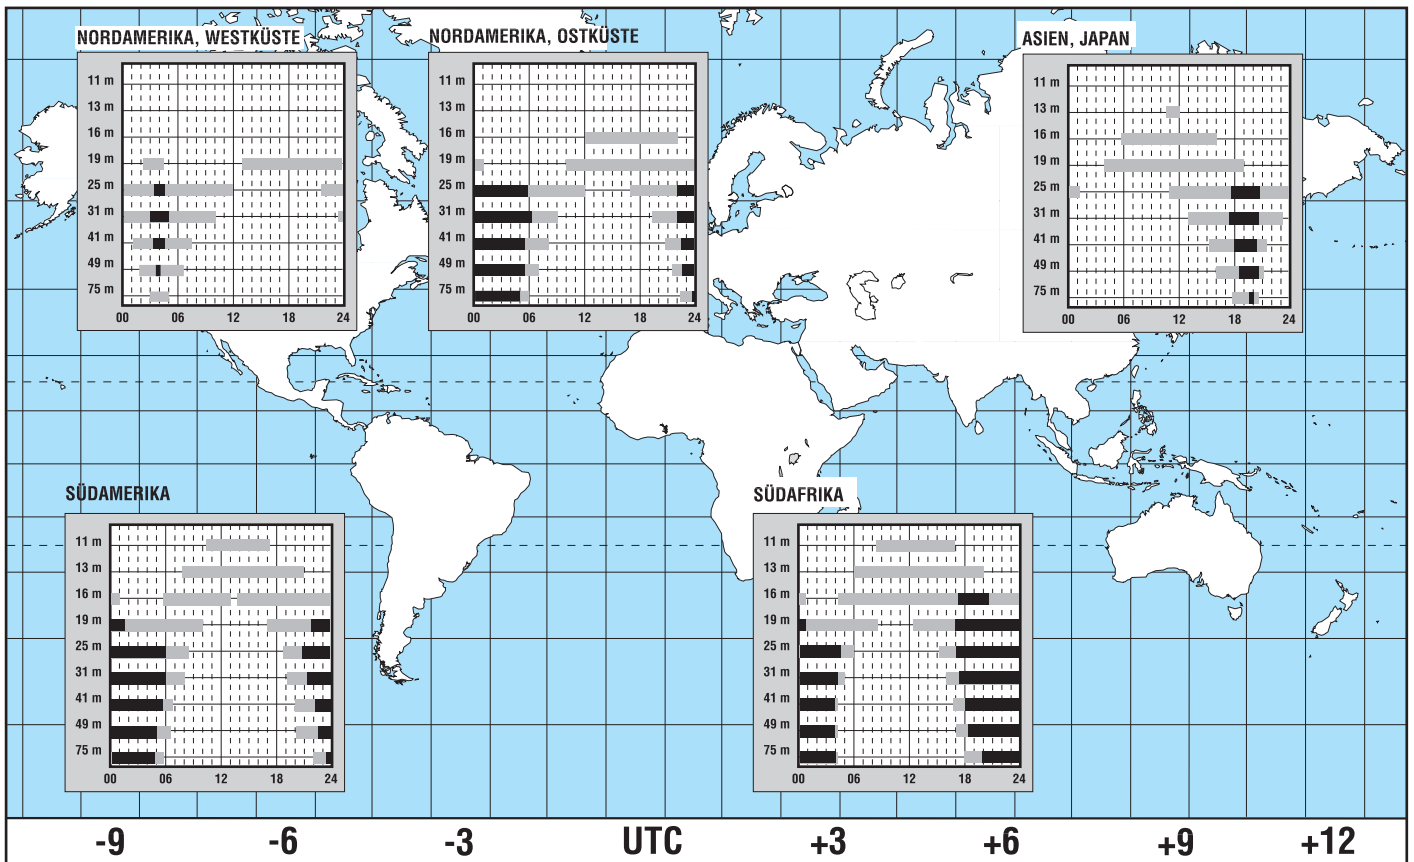 NORDAMERIKA, WESTKÜSTE
11 m
13 m
16 m
19 m
25 m
31 m
41 m
49 m
75 m
00 06 12 18 24
NORDAMERIKA, OSTKÜSTE
11 m
13 m
16 m
19 m
25 m
31 m
41 m
49 m
75 m
00 06 12 18 24
ASIEN, JAPAN
11 m
13 m
16 m
19 m
25 m
31 m
41 m
49 m
75 m
00 06 12 18 24
SÜDAMERIKA
11 m
13 m
16 m
19 m
25 m
31 m
41 m
49 m
75 m
00 06 12 18 24
SÜDAFRIKA
11 m
13 m
16 m
19 m
25 m
31 m
41 m
49 m
75 m
00 06 12 18 24
-9 -6 -3 UTC +3 +6 +9 +12